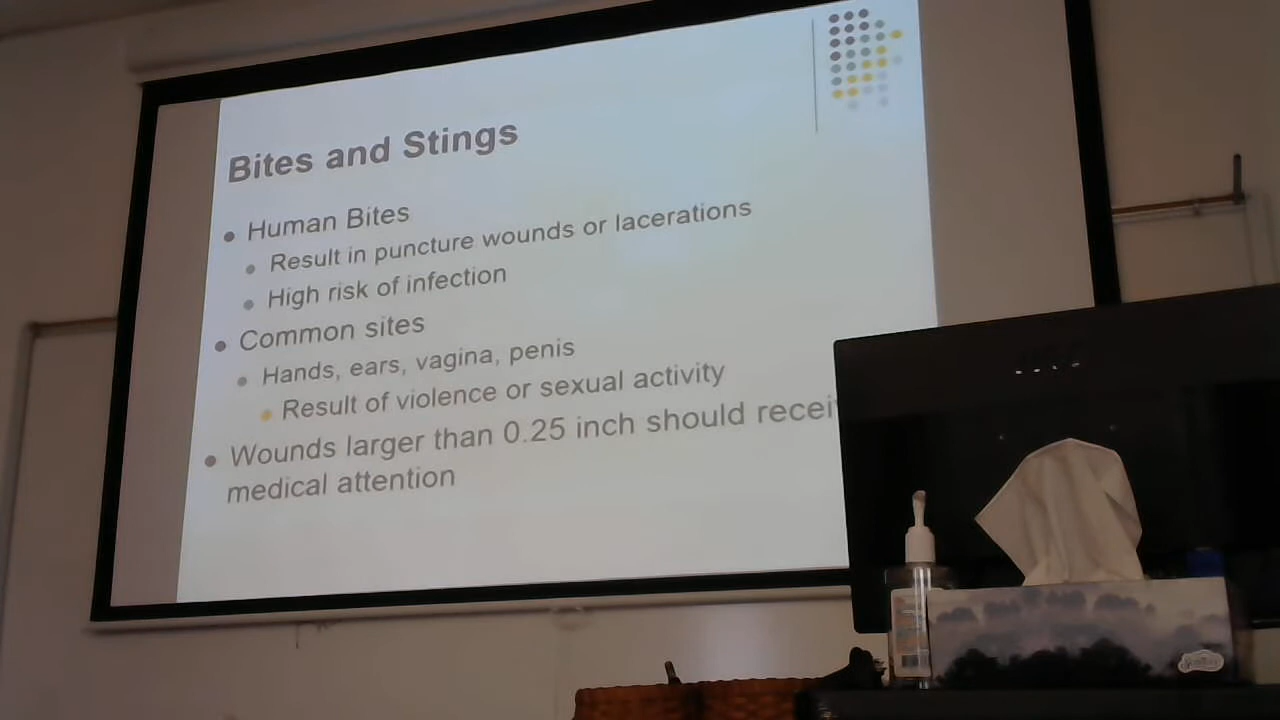 Bites and Stings
Human Bites
Result in puncture wounds or lacerations
High risk of infection
Common sites
Hands, ears, vagina, penis
Result of violence or sexual activity
Wounds larger than 0.25 inch should
medical attention